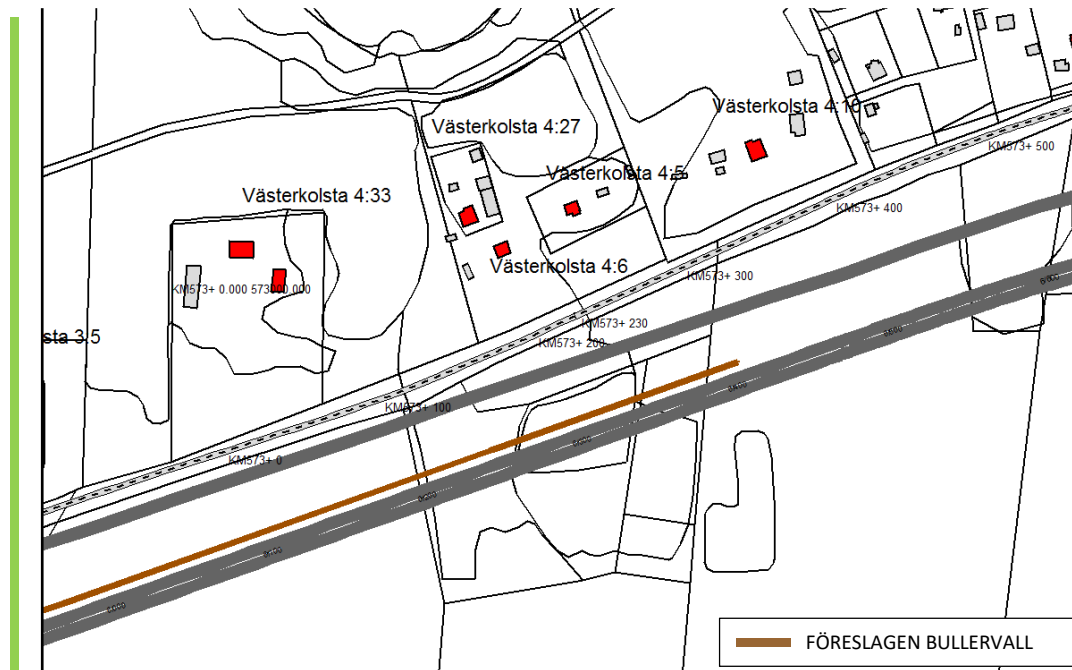 KM573+ 500
Västerkolsta 4:10
Västerkolsta 4:27
Västerkolsta 4:5
Västerkolsta 4:33
KM573+ 400
Västerkolsta 4:6
KM573+ 300
KM573+ 0.000 573000.000
KM573+ 230
sta 3:5
KM573+ 200
KM573+ 100
KM573+ 0
FÖRESLAGEN BULLERVALL